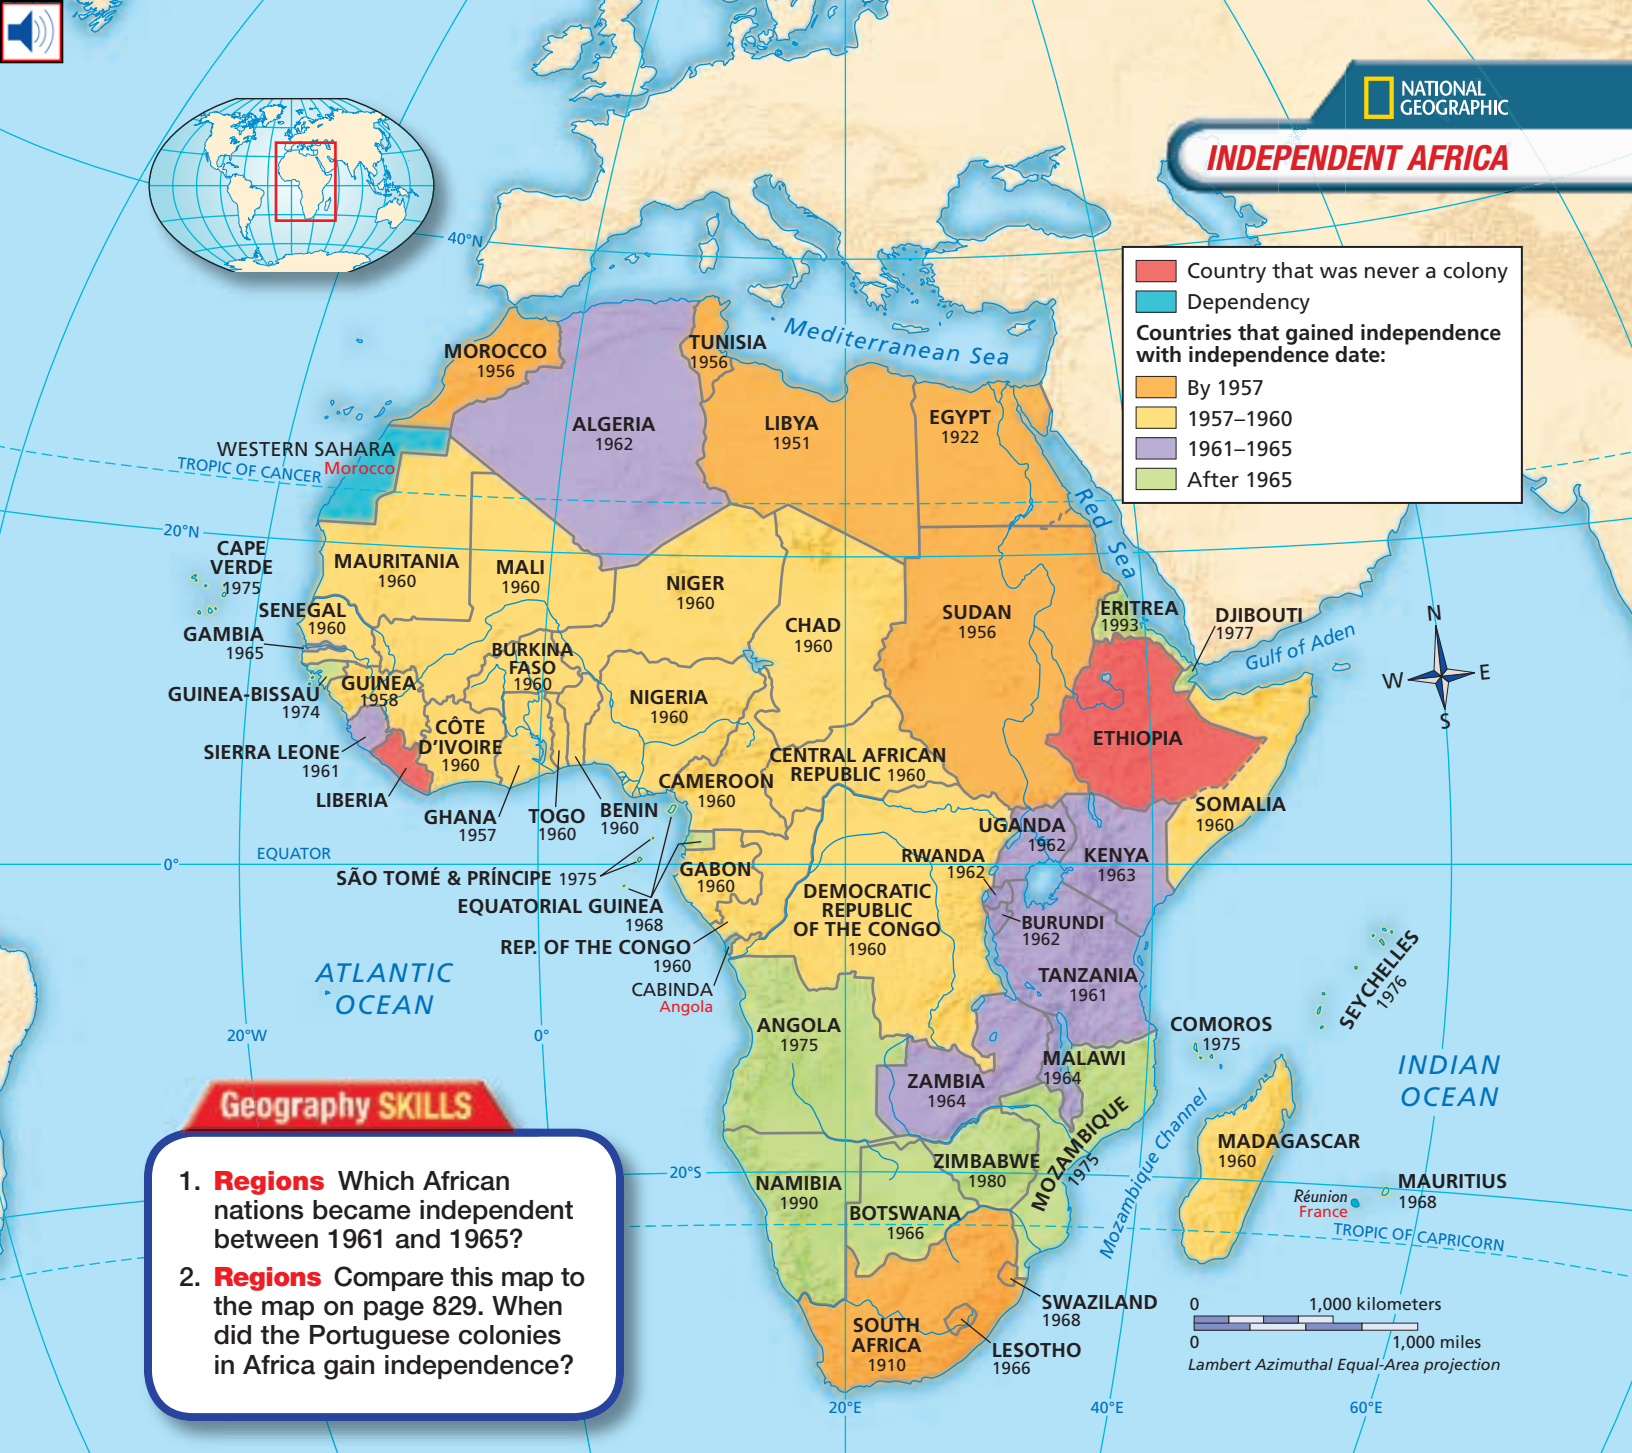 NATIONAL
GEOGRAPHIC
INDEPENDENT AFRICA
Country that was never a colony
Dependency
Countries that gained independence
with independence date:
By 1957
1957–1960
1961–1965
After 1965
40°N
Mediterranean Sea
MOROCCO
1956
TUNISIA
1956
ALGERIA
1962
LIBYA
1951
EGYPT
1922
WESTERN SAHARA
Morocco
TROPIC OF CANCER
20°N
Red Sea
CAPE
VERDE
1975
MAURITANIA
1960
MALI
1960
NIGER
1960
CHAD
1960
SUDAN
1956
ERITREA
1993
DJIBOUTI
1977
Gulf of Aden
N
W
E
S
SENEGAL
1960
GAMBIA
1965
GUINEA-BISSAU
1974
GUINEA
1958
BURKINA
FASO
1960
NIGERIA
1960
CÔTE
D'IVOIRE
1960
SIERRA LEONE
1961
LIBERIA
GHANA
1957
TOGO
1960
BENIN
1960
CAMEROON
1960
CENTRAL AFRICAN
REPUBLIC 1960
ETHIOPIA
SOMALIA
1960
UGANDA
1962
KENYA
1963
RWANDA
1962
BURUNDI
1962
TANZANIA
1961
0°
EQUATOR
SÃO TOMÉ & PRÍNCIPE 1975
EQUATORIAL GUINEA
1968
GABON
1960
REP. OF THE CONGO
1960
CABINDA
Angola
DEMOCRATIC
REPUBLIC
OF THE CONGO
1960
ATLANTIC
OCEAN
20°W
0°
ANGOLA
1975
ZAMBIA
1964
MALAWI
1964
COMOROS
1975
SEYCHELLES
1976
INDIAN
OCEAN
MOZAMBIQUE
1975
Mozambique Channel
MADAGASCAR
1960
MAURITIUS
1968
Réunion
France
TROPIC OF CAPRICORN
20°S
NAMIBIA
1990
ZIMBABWE
1980
BOTSWANA
1966
SOUTH
AFRICA
1910
SWAZILAND
1968
LESOTHO
1966
0
1,000 kilometers
0
1,000 miles
Lambert Azimuthal Equal-Area projection
20°E
40°E
60°E
Geography SKILLS
1. Regions Which African
nations became independent
between 1961 and 1965?
2. Regions Compare this map to
the map on page 829. When
did the Portuguese colonies
in Africa gain independence?